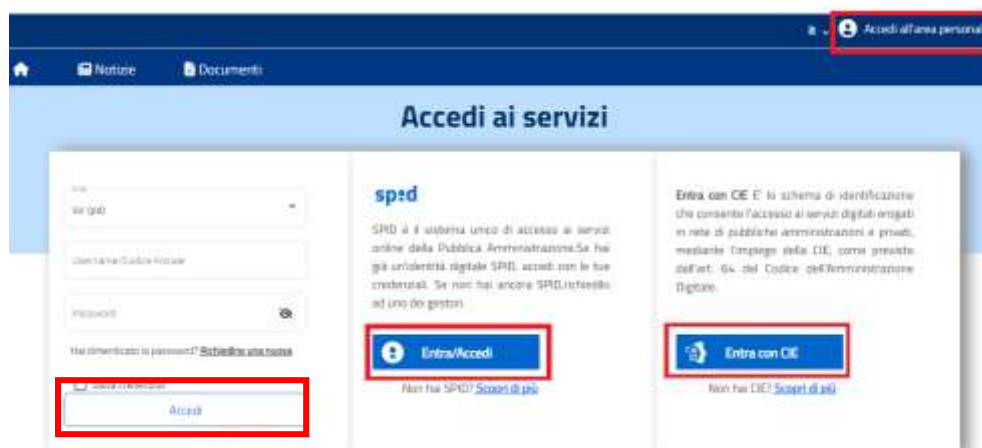 Accedi all'area personal
Notizie
Documenti
Accedi ai servizi
Username/Codice Fiscale
Password
Hai dimenticato la password? Richiedine una nuova
Accedi
spid
SPID è il sistema unico di accesso ai servizi
online della Pubblica Amministrazione.Se hai
già un'identità digitale SPID, accedi con le tue
credenziali. Se non hai ancora SPID,richiedilo
ad uno dei gestori.
Entra/Accedi
Non hai SPID? Scopri di più
Entra con CIE E' lo schema di identificazione
che consente l'accesso ai servizi digitali erogati
in rete di pubbliche amministrazioni e privati,
mediante l'impiego della CIE, come previsto
dall'art. 64 del Codice dell'Amministrazione
Digitale.
Entra con CIE
Non hai CIE? Scopri di più